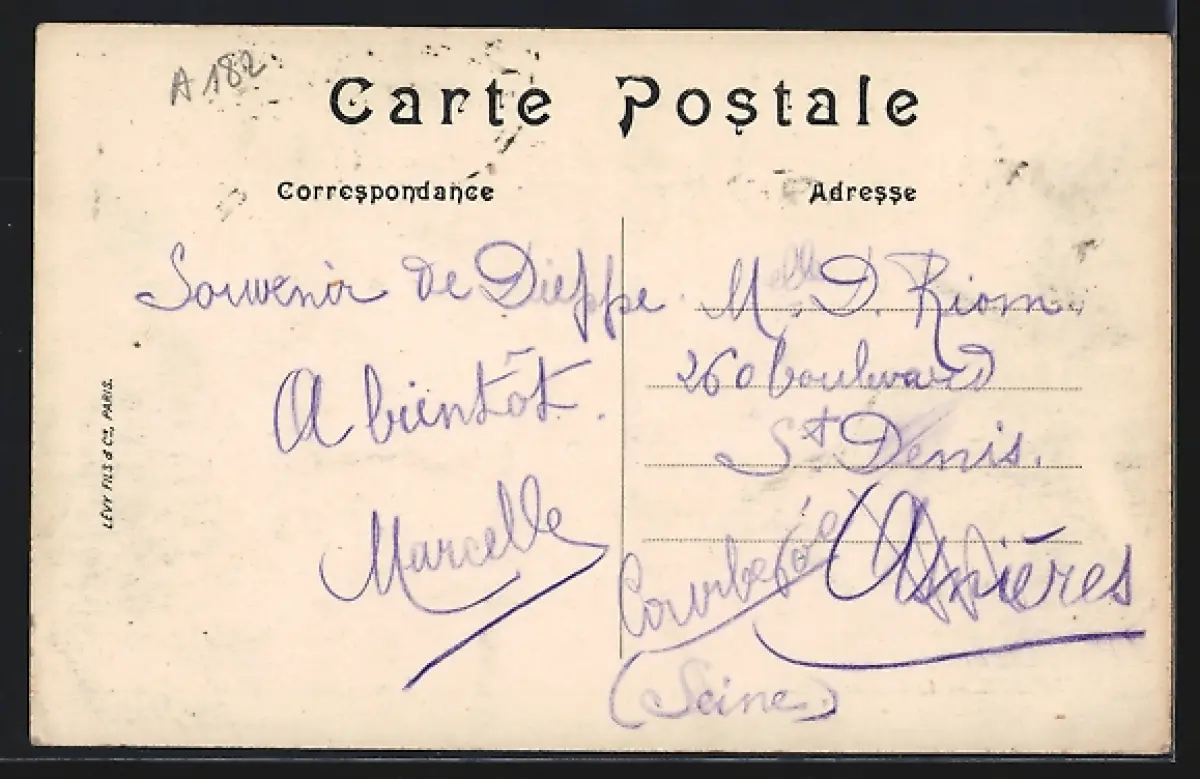 A 182
Carte Postale
Correspondance
Souvenir de Dieppe
A bientôt.
Marcelle
Adresse
Melle D. Riom.
260 boulevard
St Denis.
Courbevoie Asnières
(Seine)
LÉVY FILS & Cie, PARIS.